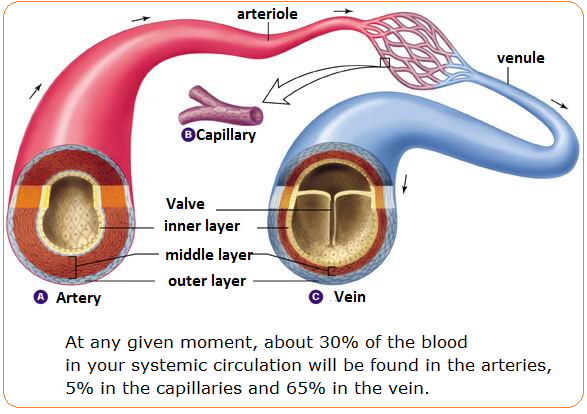 arteriole
venule
B Capillary
Valve
inner layer
middle layer
outer layer
A Artery
C Vein
At any given moment, about 30% of the blood
in your systemic circulation will be found in the arteries,
5% in the capillaries and 65% in the vein.